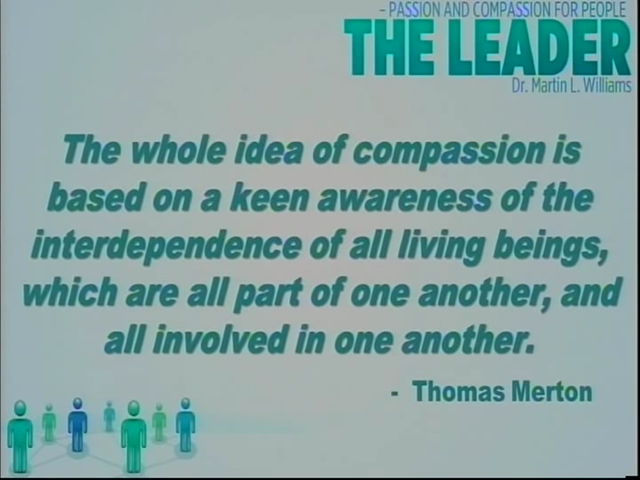 – PASSION AND COMPASSION FOR PEOPLE
THE LEADER
Dr. Martin L. Williams
The whole idea of compassion is
based on a keen awareness of the
interdependence of all living beings,
which are all part of one another, and
all involved in one another.
- Thomas Merton